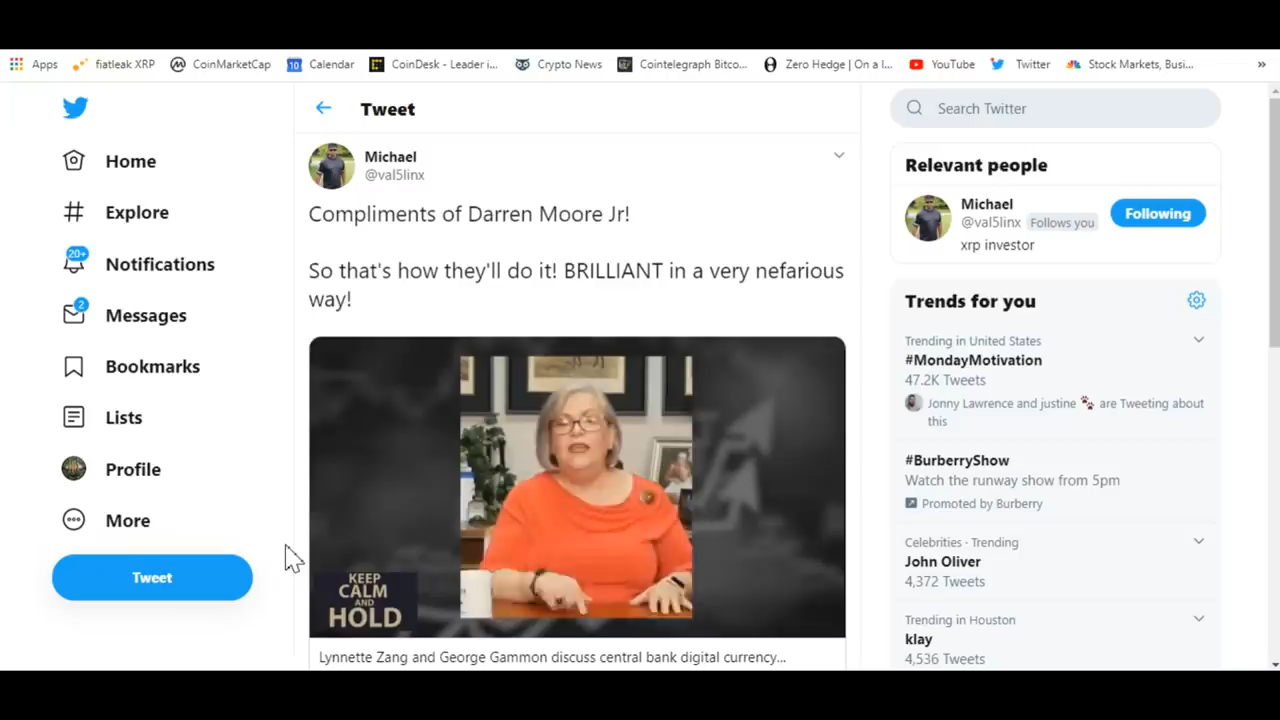 Apps
fiatleak XRP
CoinMarketCap
10
Calendar
CoinDesk - Leader i...
Crypto News
Cointelegraph Bitco...
Zero Hedge | On a l...
YouTube
Twitter
Stock Markets, Busi...
»
Home
Explore
20+
Notifications
2
Messages
Bookmarks
Lists
Profile
More
Tweet
Tweet
Michael
@val5linx
Compliments of Darren Moore Jr!
So that's how they'll do it! BRILLIANT in a very nefarious
way!
KEEP
CALM
AND
HOLD
Lynnette Zang and George Gammon discuss central bank digital currency...
Search Twitter
Relevant people
Michael
@val5linx Follows you
Following
xrp investor
Trends for you
Trending in United States
#MondayMotivation
47.2K Tweets
Jonny Lawrence and justine 🐾 are Tweeting about
this
#BurberryShow
Watch the runway show from 5pm
Promoted by Burberry
Celebrities · Trending
John Oliver
4,372 Tweets
Trending in Houston
klay
4,536 Tweets